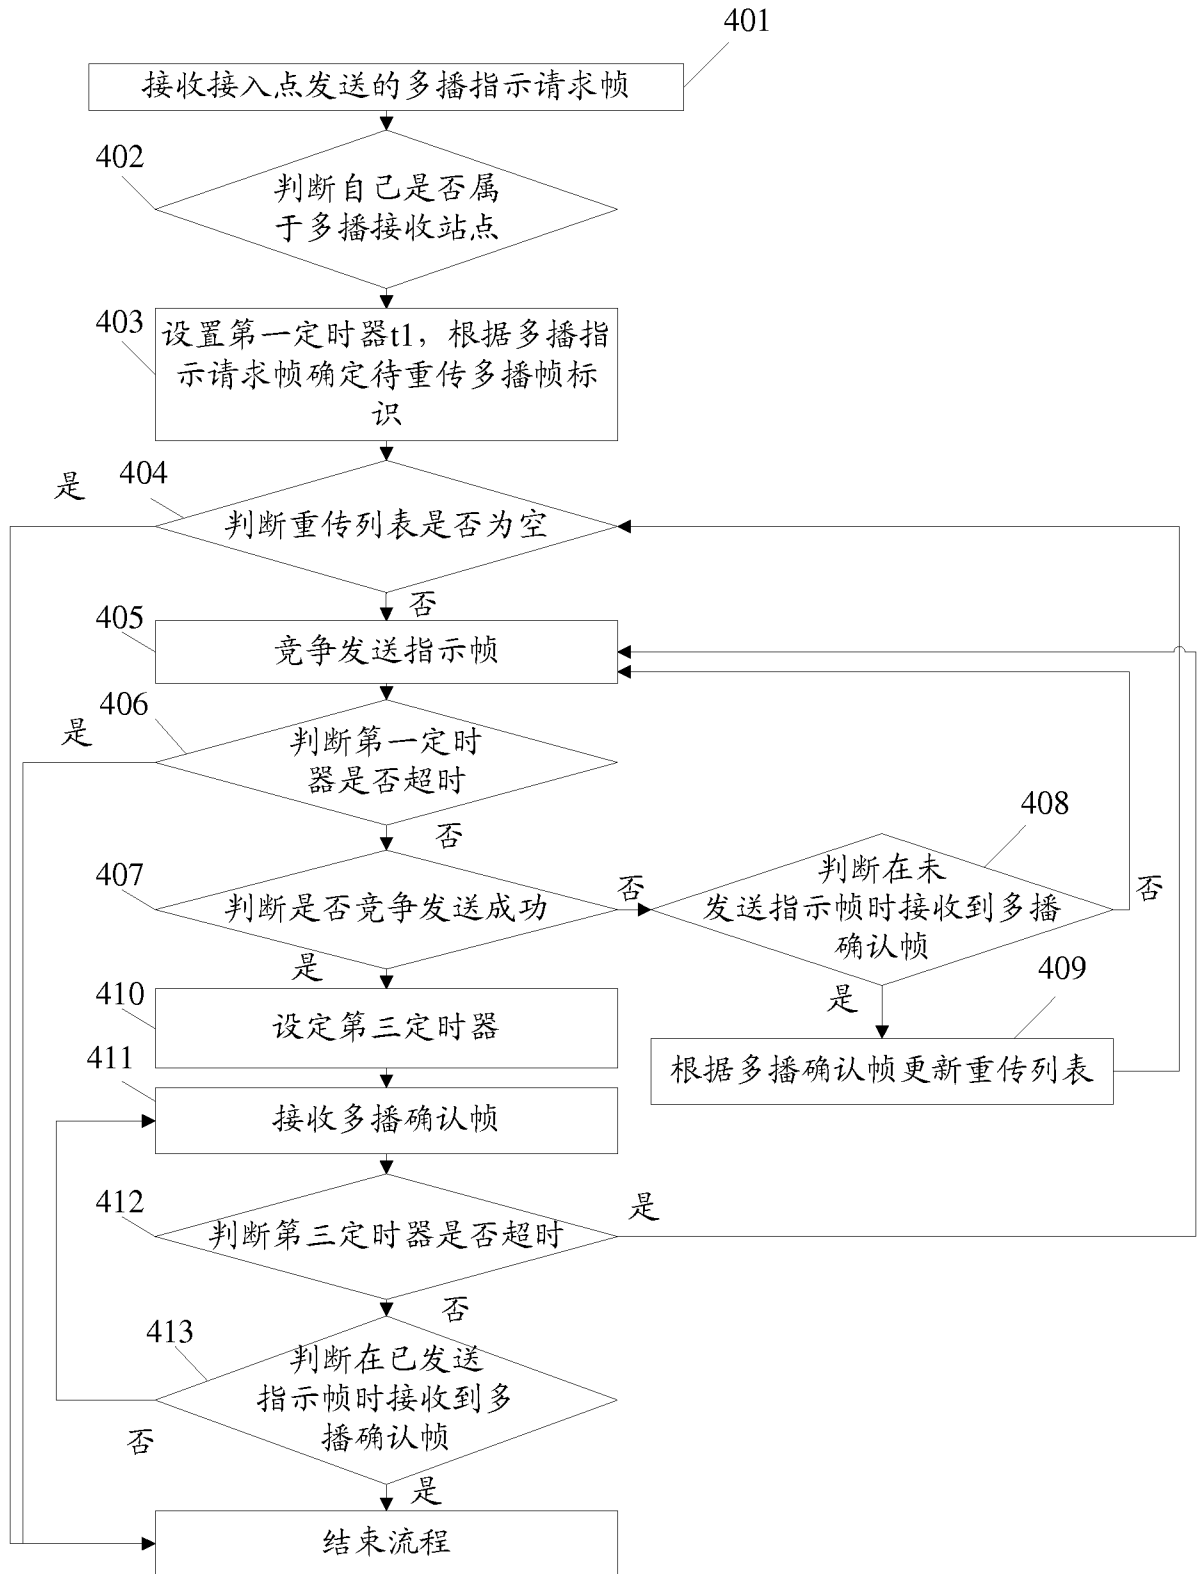 401
接收接入点发送的多播指示请求帧
402
判断自己是否属
于多播接收站点
403
设置第一定时器t1，根据多播指
示请求帧确定待重传多播帧标
识
是
404
判断重传列表是否为空
否
405
竞争发送指示帧
406
是
判断第一定时
器是否超时
否
407
判断是否竞争发送成功
否
408
判断在未
发送指示帧时接收到多播
确认帧
否
是
409
根据多播确认帧更新重传列表
是
410
设定第三定时器
411
接收多播确认帧
412
判断第三定时器是否超时
是
否
413
判断在已发送
指示帧时接收到多
播确认帧
否
是
结束流程